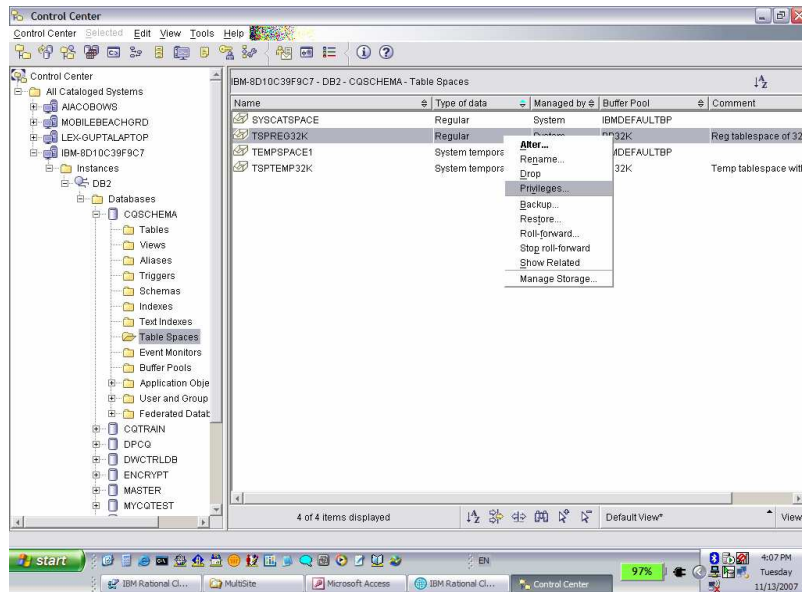 Control Center
Control Center Selected Edit View Tools Help
Control Center
All Cataloged Systems
AIACOBOWS
MOBILEBEACHGRD
LEX-GUPTALAPTOP
IBM-8D10C39F9C7
Instances
DB2
Databases
CQSCHEMA
Tables
Views
Aliases
Triggers
Schemas
Indexes
Text Indexes
Table Spaces
Event Monitors
Buffer Pools
Application Obje
User and Group
Federated Datab
CQTRAIN
DPCQ
DWCTRLDB
ENCRYPT
MASTER
MYCQTEST
IBM-8D10C39F9C7 - DB2 - CQSCHEMA - Table Spaces
Name Type of data Managed by Buffer Pool Comment
SYSCATSPACE Regular System IBMDEFAULTBP
TSPREG32K Regular Reg tablespace of 32
TEMPSPACE1 System tempora MDEFAULTBP
TSPTEMP32K System tempora 32K Temp tablespace with
Alter...
Rename...
Drop
Privileges...
Backup...
Restore...
Roll-forward...
Stop roll-forward
Show Related
Manage Storage...
4 of 4 items displayed Default View* View
start EN 97% 4:07 PM
Tuesday
11/13/2007
IBM Rational Cl... MultiSite Microsoft Access IBM Rational Cl... Control Center